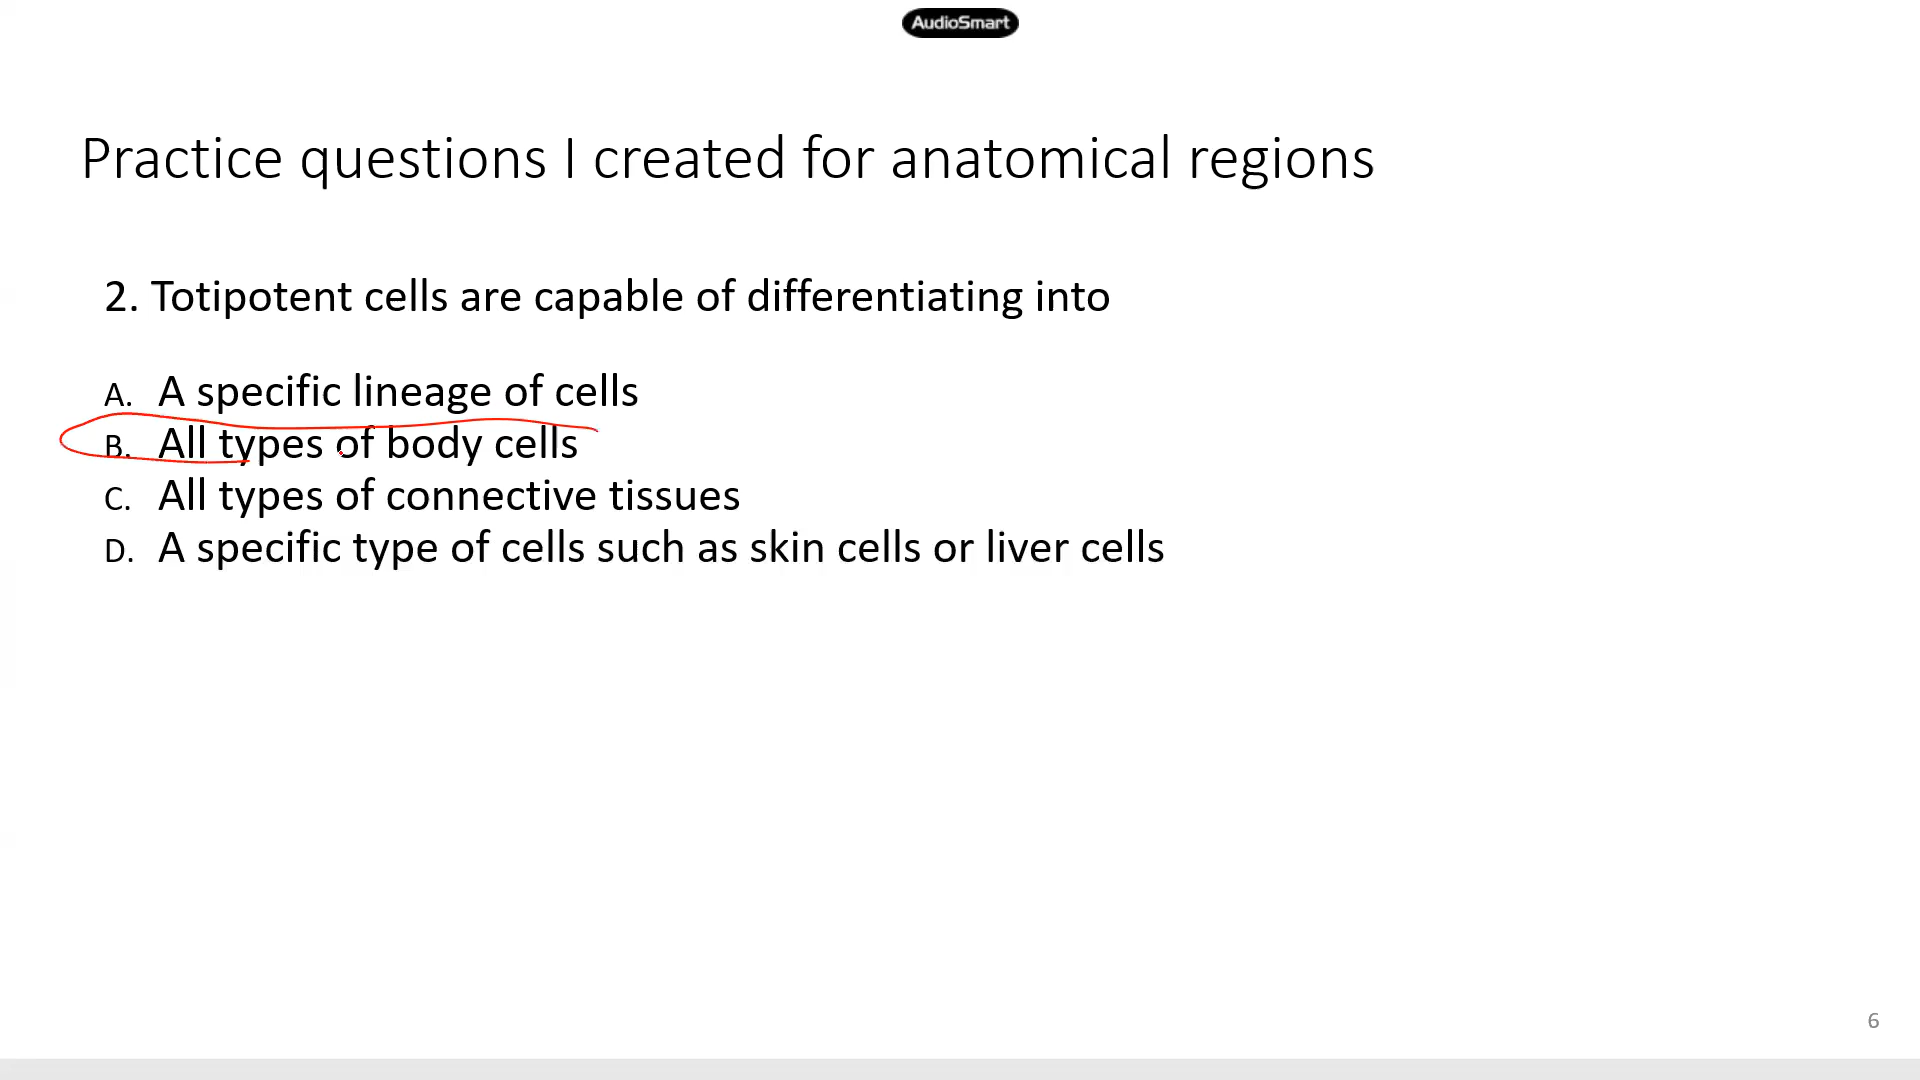 AudioSmart
Practice questions I created for anatomical regions
2. Totipotent cells are capable of differentiating into
A. A specific lineage of cells
B. All types of body cells
C. All types of connective tissues
D. A specific type of cells such as skin cells or liver cells
6